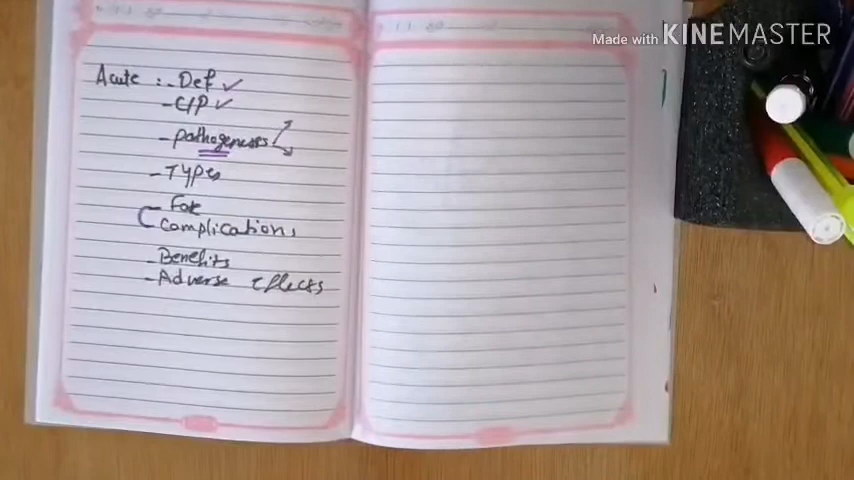 Made with KINEMASTER
Acute :- Def ✓
- C/P ✓
- pathogenesis
- Types
- Fate
Complications
- Benefits
- Adverse effects